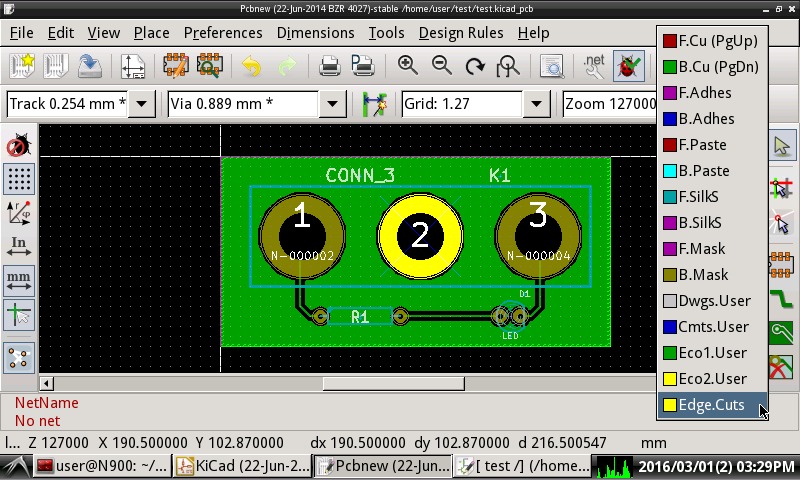 Pcbnew (22-Jun-2014 BZR 4027)-stable /home/user/test/test.kicad_pcb
File Edit View Place Preferences Dimensions Tools Design Rules Help
.net
Track 0.254 mm * Via 0.889 mm * Grid: 1.27 Zoom 127000
F.Cu (PgUp)
B.Cu (PgDn)
F.Adhes
B.Adhes
F.Paste
B.Paste
F.SilkS
B.SilkS
F.Mask
B.Mask
Dwgs.User
Cmts.User
Eco1.User
Eco2.User
Edge.Cuts
In
mm
CONN_3 K1
1 2 3
N-000002 N-000004
D1
R1
LED
NetName
No net
I... Z 127000 X 190.500000 Y 102.870000 dx 190.500000 dy 102.870000 d 216.500547 mm
user@N900: ~/... KiCad (22-Jun-2... Pcbnew (22-Jun... [ test /] (/home... 2016/03/01(2) 03:29PM